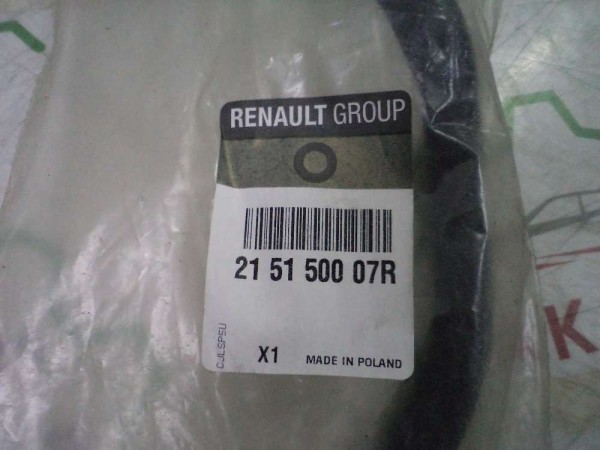 RENAULT GROUP
21 51 500 07R
CJLSPSU
X1 MADE IN POLAND
K